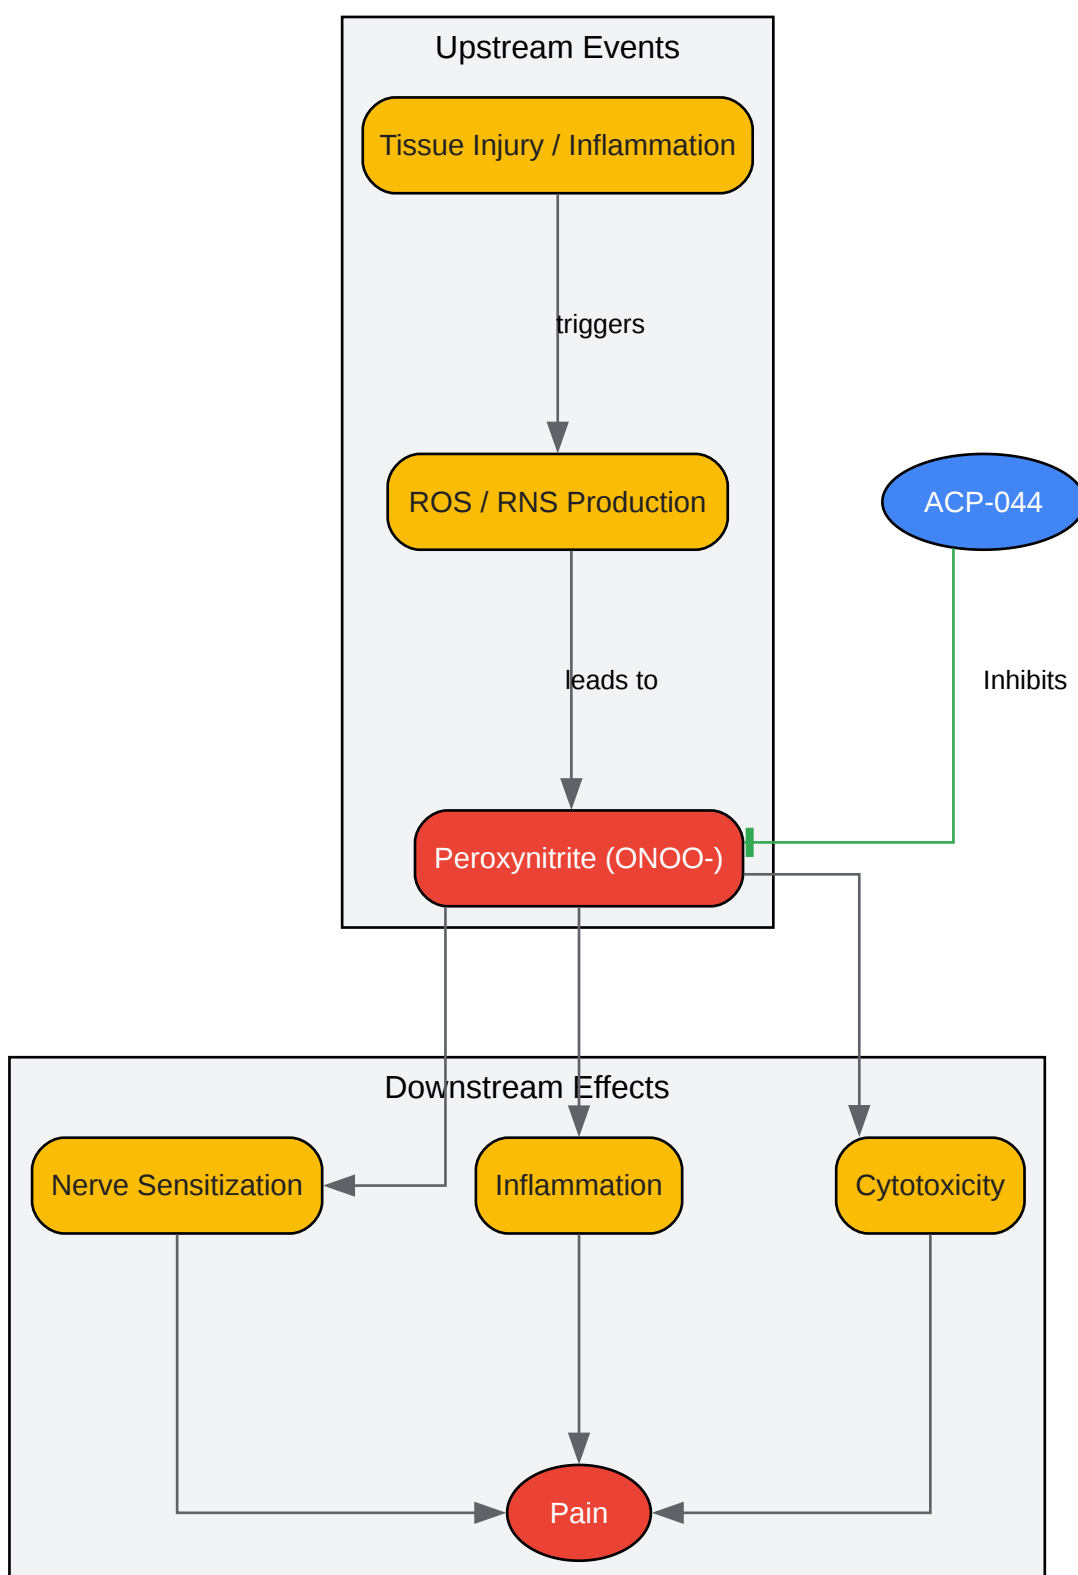 Upstream Events
Tissue Injury / Inflammation
triggers
ROS / RNS Production
ACP-044
leads to
Inhibits
Peroxynitrite (ONOO-)
Downstream Effects
Nerve Sensitization
Inflammation
Cytotoxicity
Pain